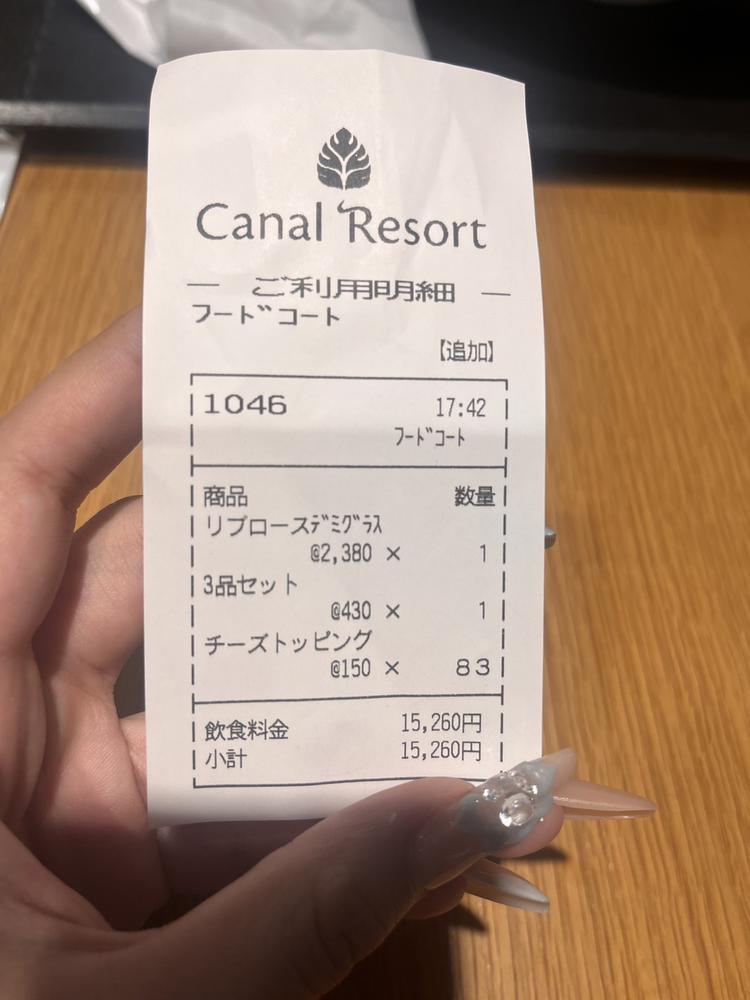 Canal Resort
— ご利用明細 —
フードコート
【追加】
1046 17:42
フードコート
商品 数量
リブロースデミグラス
@2,380 × 1
3品セット
@430 × 1
チーズトッピング
@150 × 83
飲食料金 15,260円
小計 15,260円